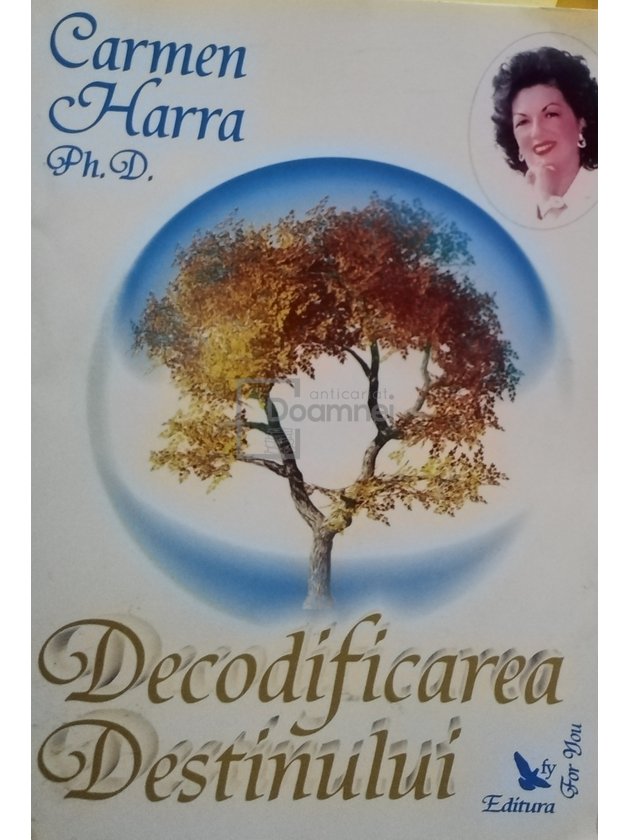 Carmen
Harra
Ph.D.
anticariat
Doamnei
Decodificarea
Destinului
fy
For You
Editura